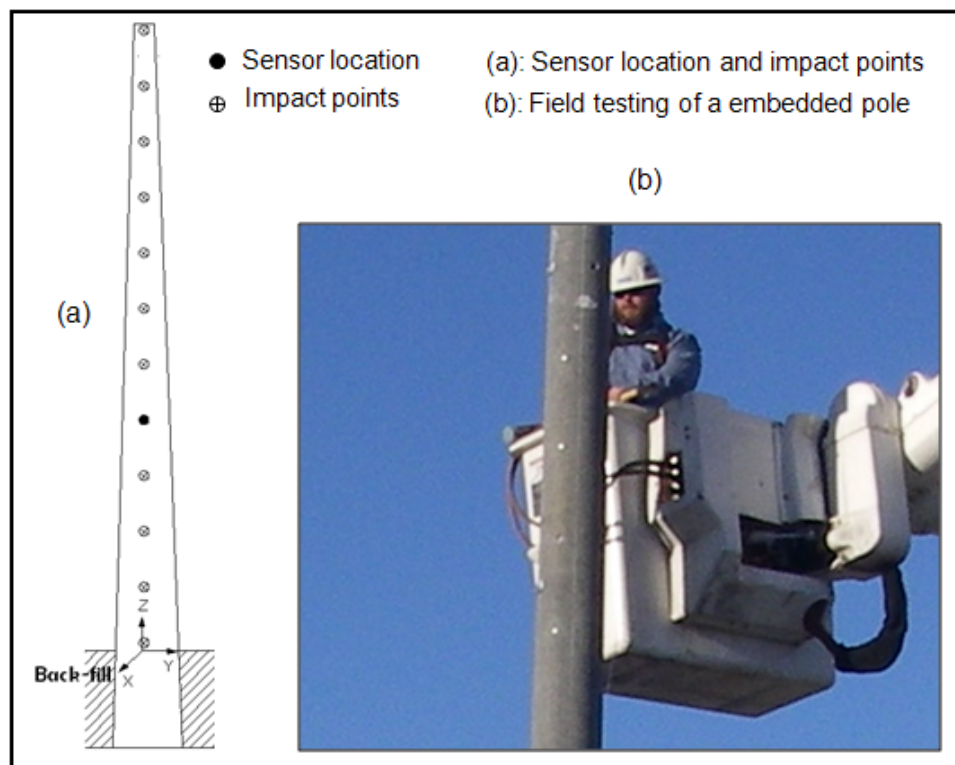 Sensor location
Impact points
(a): Sensor location and impact points
(b): Field testing of a embedded pole
(b)
(a)
Z
Y
X
Back-fill